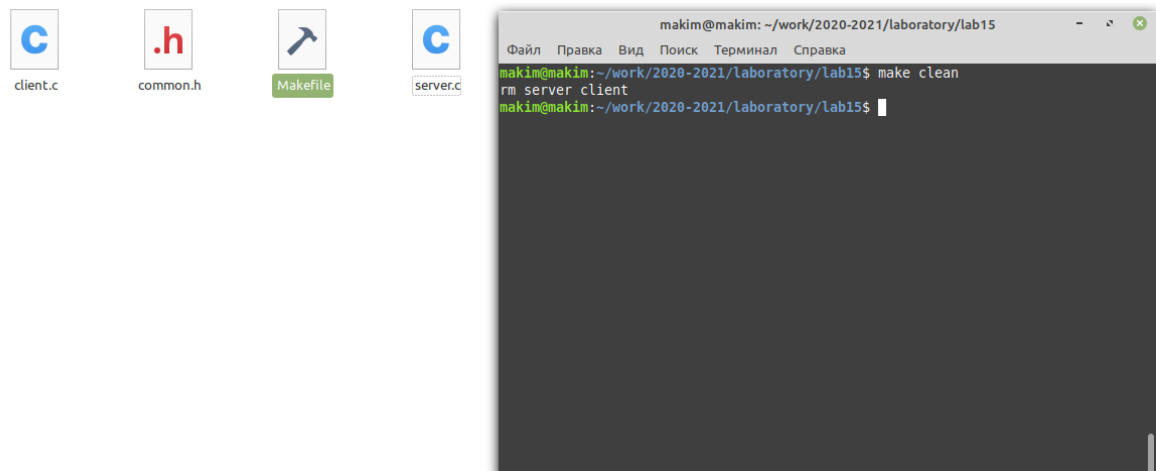 C
.h
C
client.c
common.h
Makefile
server.c
makim@makim: ~/work/2020-2021/laboratory/lab15
Файл Правка Вид Поиск Терминал Справка
makim@makim:~/work/2020-2021/laboratory/lab15$ make clean
rm server client
makim@makim:~/work/2020-2021/laboratory/lab15$